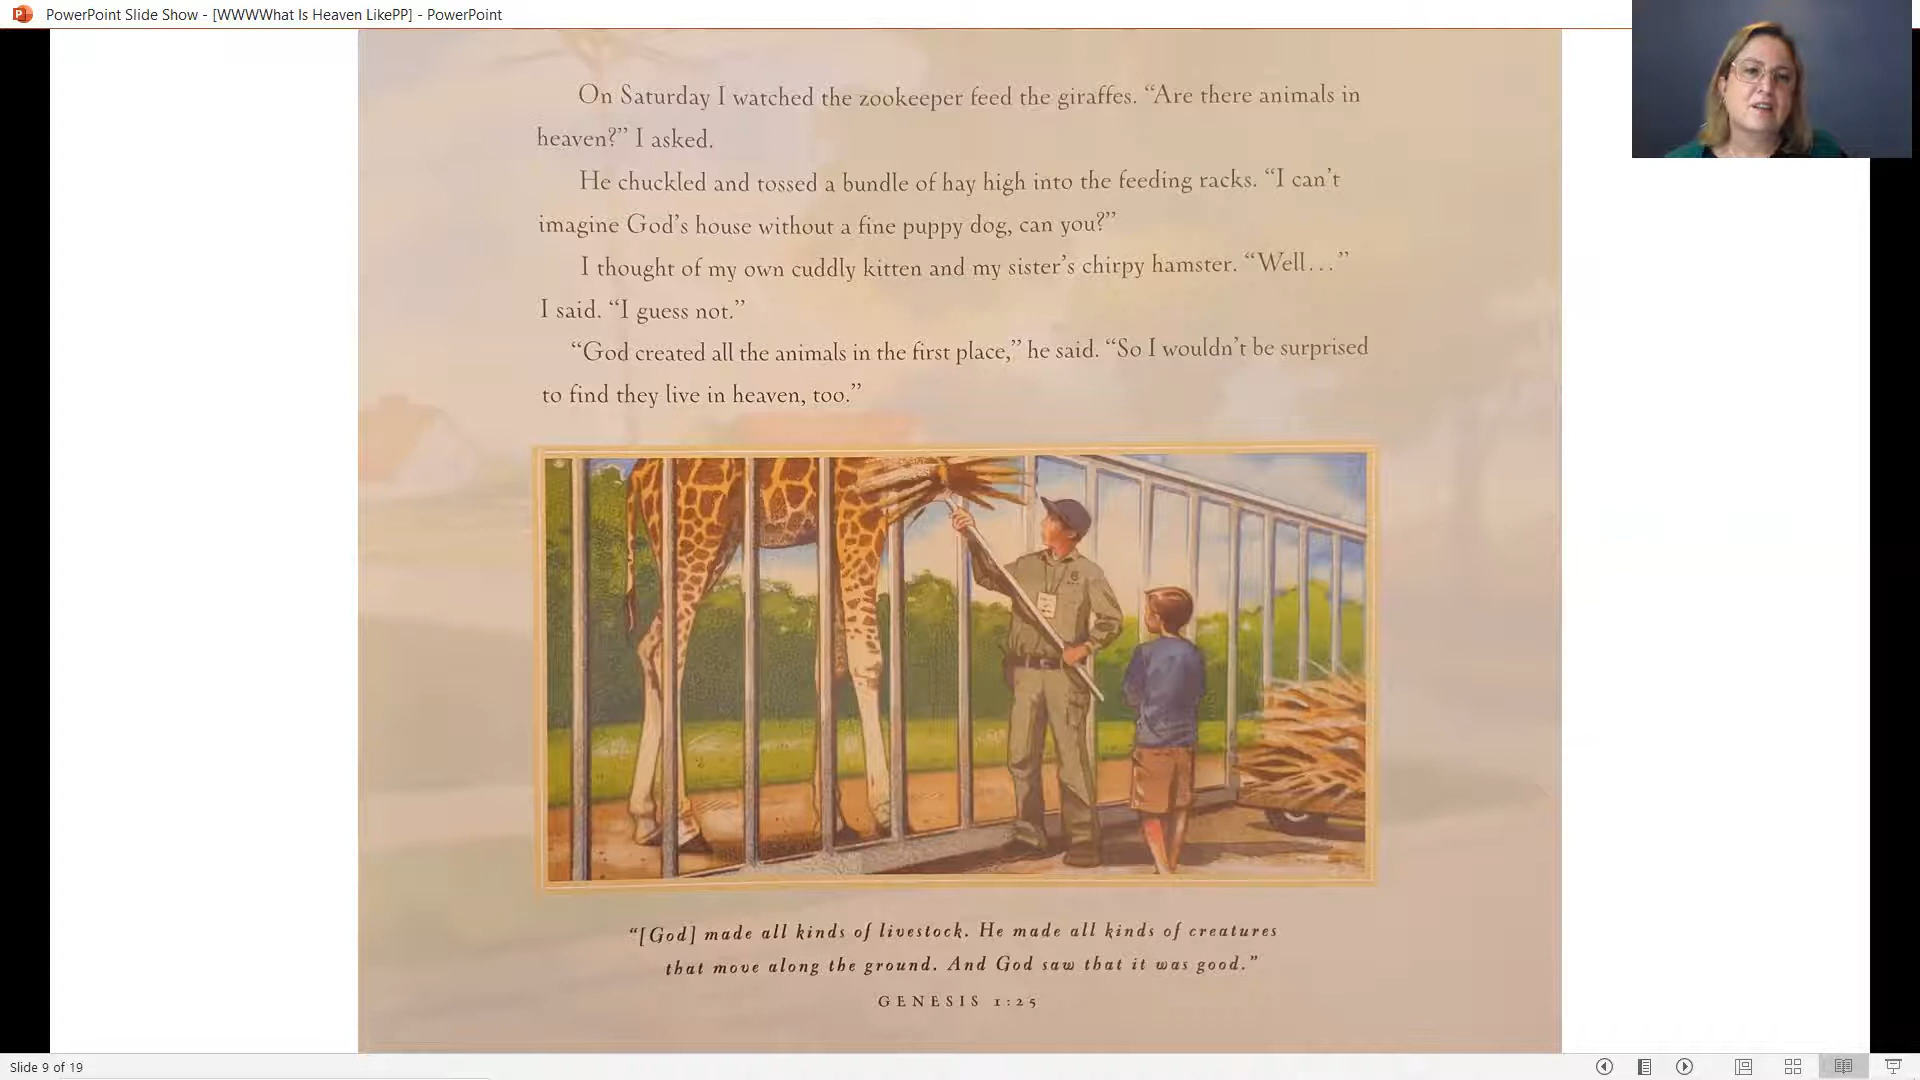 PowerPoint Slide Show - [WWWWhat Is Heaven LikePP] - PowerPoint
On Saturday I watched the zookeeper feed the giraffes. “Are there animals in
heaven?” I asked.
He chuckled and tossed a bundle of hay high into the feeding racks. “I can’t
imagine God’s house without a fine puppy dog, can you?”
I thought of my own cuddly kitten and my sister’s chirpy hamster. “Well...”
I said. “I guess not.”
“God created all the animals in the first place,” he said. “So I wouldn’t be surprised
to find they live in heaven, too.”
“[God] made all kinds of livestock. He made all kinds of creatures
that move along the ground. And God saw that it was good.”
GENESIS 1:25
Slide 9 of 19